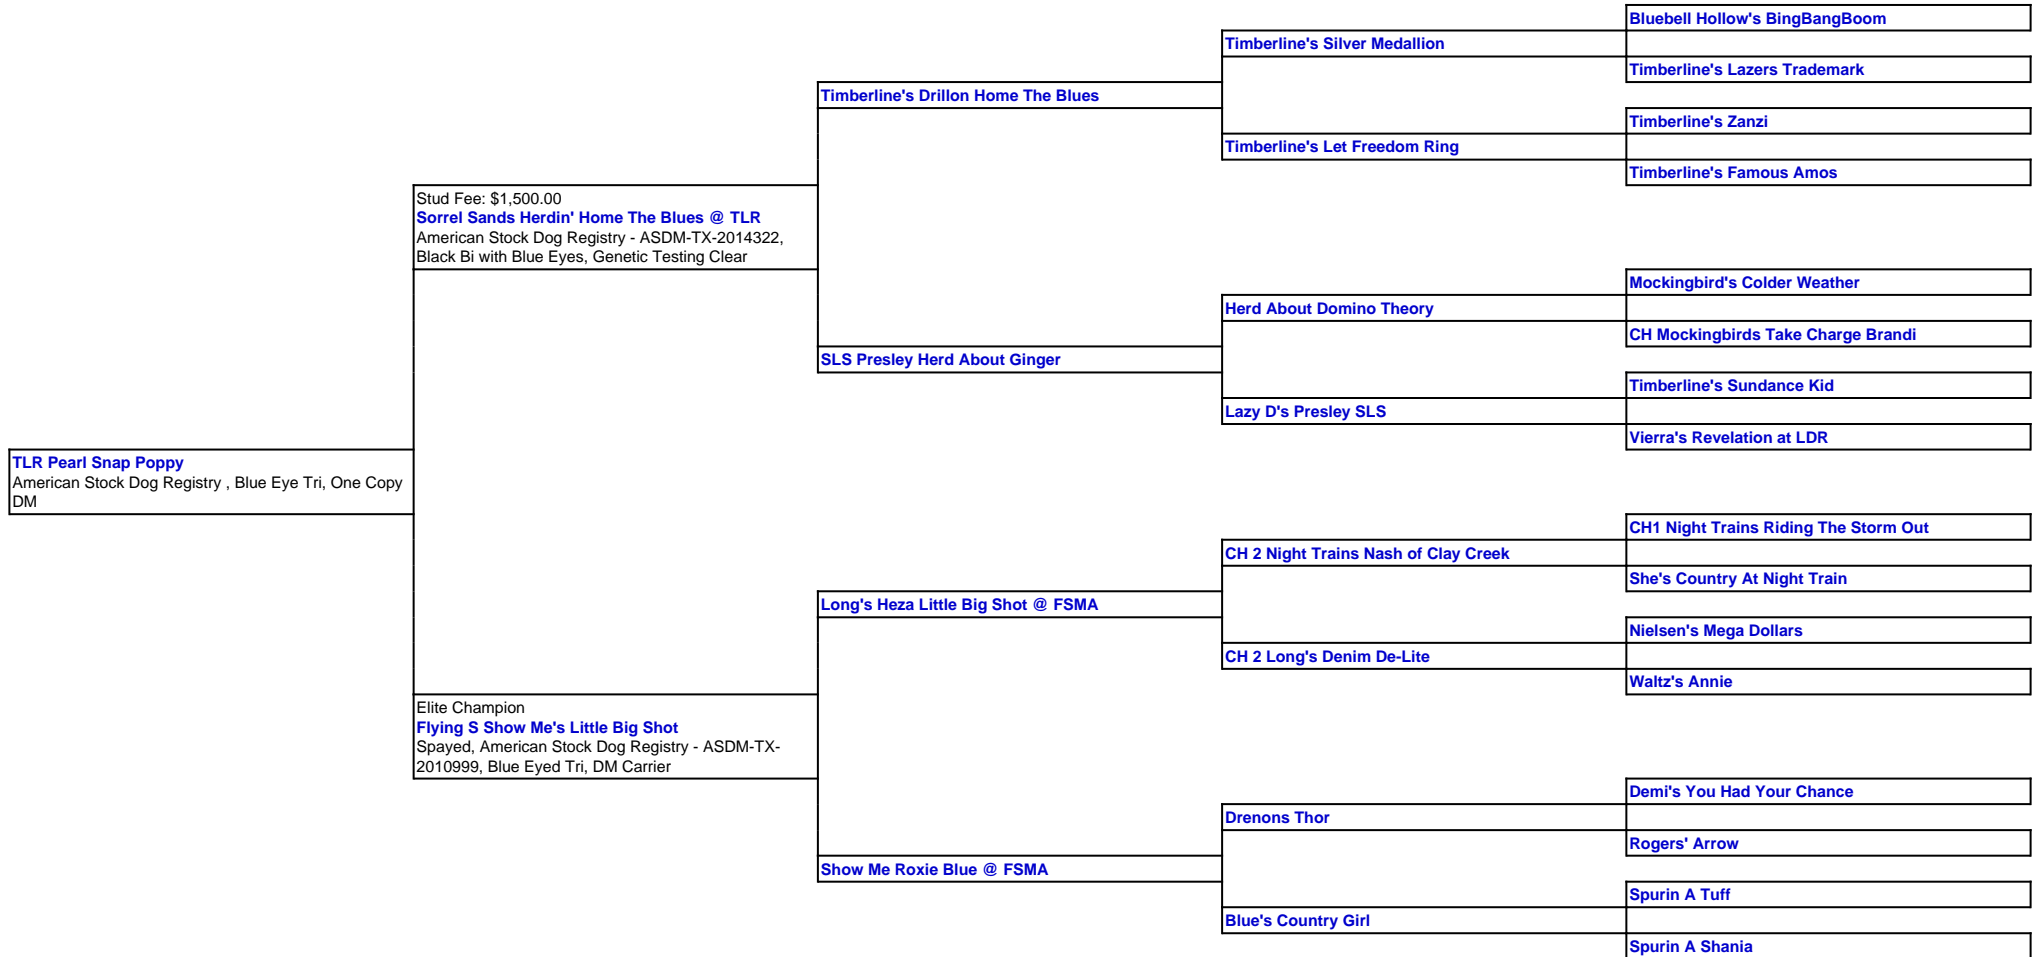 Bluebell Hollow's BingBangBoom
Timberline's Silver Medallion
Timberline's Lazers Trademark
Timberline's Drillon Home The Blues
Timberline's Zanzi
Timberline's Let Freedom Ring
Timberline's Famous Amos
Stud Fee: $1,500.00
Sorrel Sands Herdin' Home The Blues @ TLR
American Stock Dog Registry - ASDM-TX-2014322,
Black Bi with Blue Eyes, Genetic Testing Clear
Mockingbird's Colder Weather
Herd About Domino Theory
CH Mockingbirds Take Charge Brandi
SLS Presley Herd About Ginger
Timberline's Sundance Kid
Lazy D's Presley SLS
Vierra's Revelation at LDR
TLR Pearl Snap Poppy
American Stock Dog Registry , Blue Eye Tri, One Copy
DM
CH1 Night Trains Riding The Storm Out
CH 2 Night Trains Nash of Clay Creek
She's Country At Night Train
Long's Heza Little Big Shot @ FSMA
Nielsen's Mega Dollars
CH 2 Long's Denim De-Lite
Waltz's Annie
Elite Champion
Flying S Show Me's Little Big Shot
Spayed, American Stock Dog Registry - ASDM-TX-
2010999, Blue Eyed Tri, DM Carrier
Demi's You Had Your Chance
Drenons Thor
Rogers' Arrow
Show Me Roxie Blue @ FSMA
Spurin A Tuff
Blue's Country Girl
Spurin A Shania